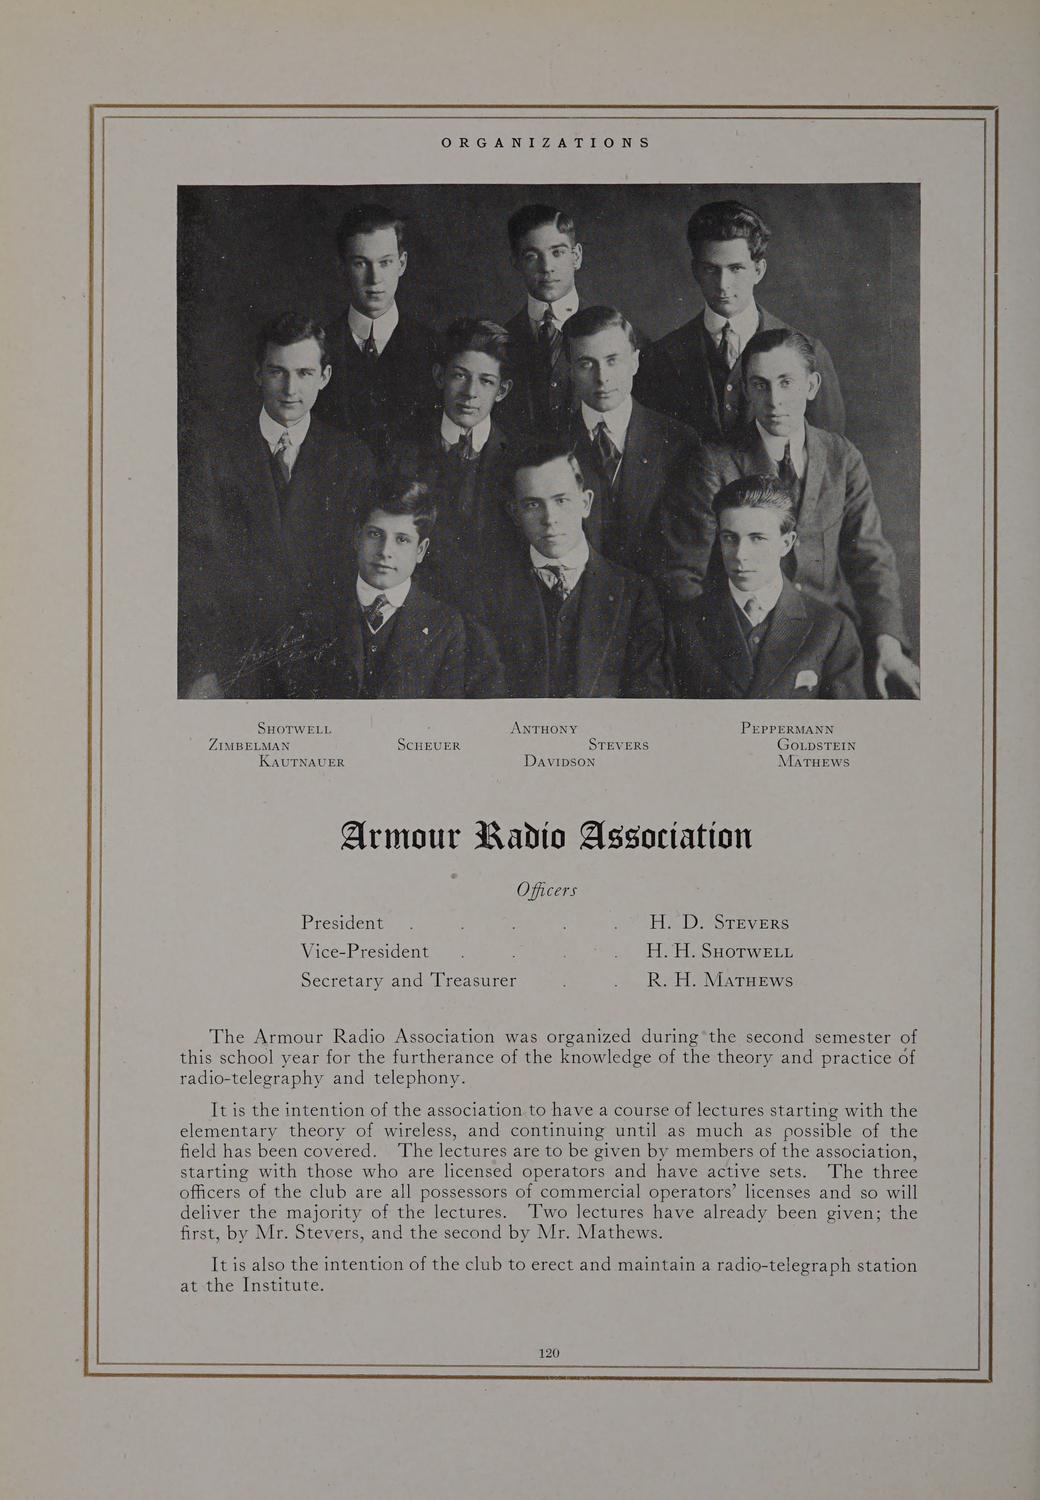 ORGANIZATIONS
SHOTWELL ANTHONY PEPPERMANN
ZIMBELMAN SCHEUER STEVERS GOLDSTEIN
KAUTNAUER DAVIDSON MATHEWS
Armour Radio Association
Officers
President . . . . . H. D. STEVERS
Vice-President . . . . H. H. SHOTWELL
Secretary and Treasurer . . R. H. MATHEWS
The Armour Radio Association was organized during the second semester of
this school year for the furtherance of the knowledge of the theory and practice of
radio-telegraphy and telephony.
It is the intention of the association to have a course of lectures starting with the
elementary theory of wireless, and continuing until as much as possible of the
field has been covered. The lectures are to be given by members of the association,
starting with those who are licensed operators and have active sets. The three
officers of the club are all possessors of commercial operators' licenses and so will
deliver the majority of the lectures. Two lectures have already been given; the
first, by Mr. Stevers, and the second by Mr. Mathews.
It is also the intention of the club to erect and maintain a radio-telegraph station
at the Institute.
120